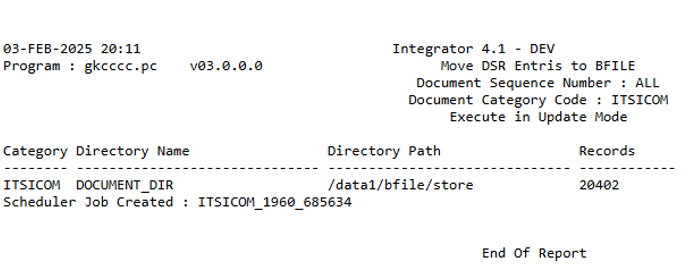 03-FEB-2025 20:11 Integrator 4.1 - DEV
Program : gkcccc.pc v03.0.0.0 Move DSR Entris to BFILE
Document Sequence Number : ALL
Document Category Code : ITSICOM
Execute in Update Mode
Category Directory Name Directory Path Records
-------- ------------------------------ ------------------------------ ------------
ITSICOM DOCUMENT_DIR /data1/bfile/store 20402
Scheduler Job Created : ITSICOM_1960_685634
End Of Report